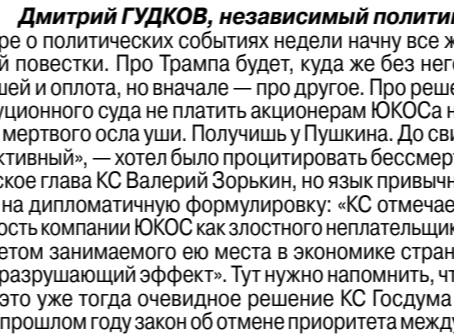 Дмитрий ГУДКОВ, независимый полити
ре о политических событиях недели начну все ж
й повестки. Про Трампа будет, куда же без нег
шей и оплота, но вначале — про другое. Про реше
уционного суда не платить акционерам ЮКОСа н
мертвого осла уши. Получишь у Пушкина. До сви
ктивный», — хотел было процитировать бессмер
ское глава КС Валерий Зорькин, но язык привычн
на дипломатичную формулировку: «КС отмечае
ость компании ЮКОС как злостного неплательщик
етом занимаемого ею места в экономике стран
разрушающий эффект». Тут нужно напомнить, чт
это уже тогда очевидное решение КС Госдума
прошлом году закон об отмене приоритета между